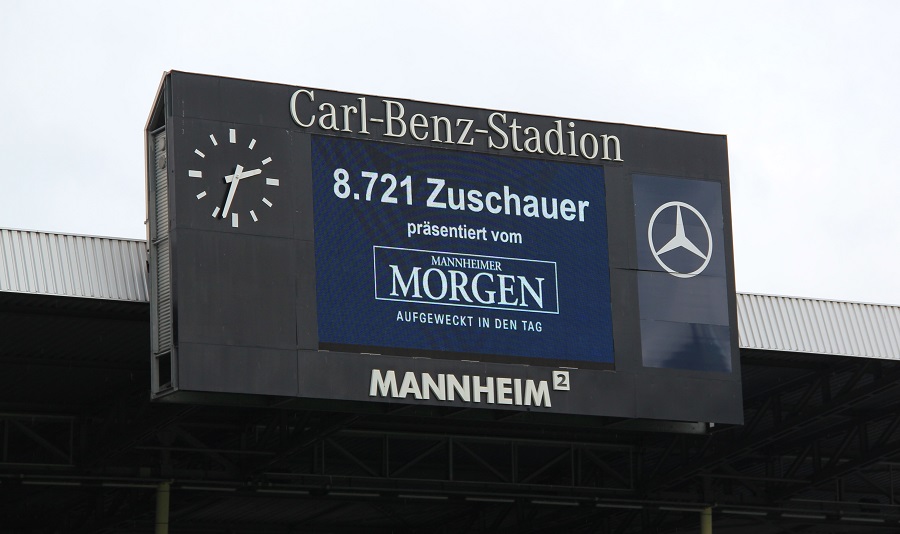 Carl-Benz-Stadion
8.721 Zuschauer
präsentiert vom
MANNHEIMER
MORGEN
AUFGEWECKT IN DEN TAG
MANNHEIM²